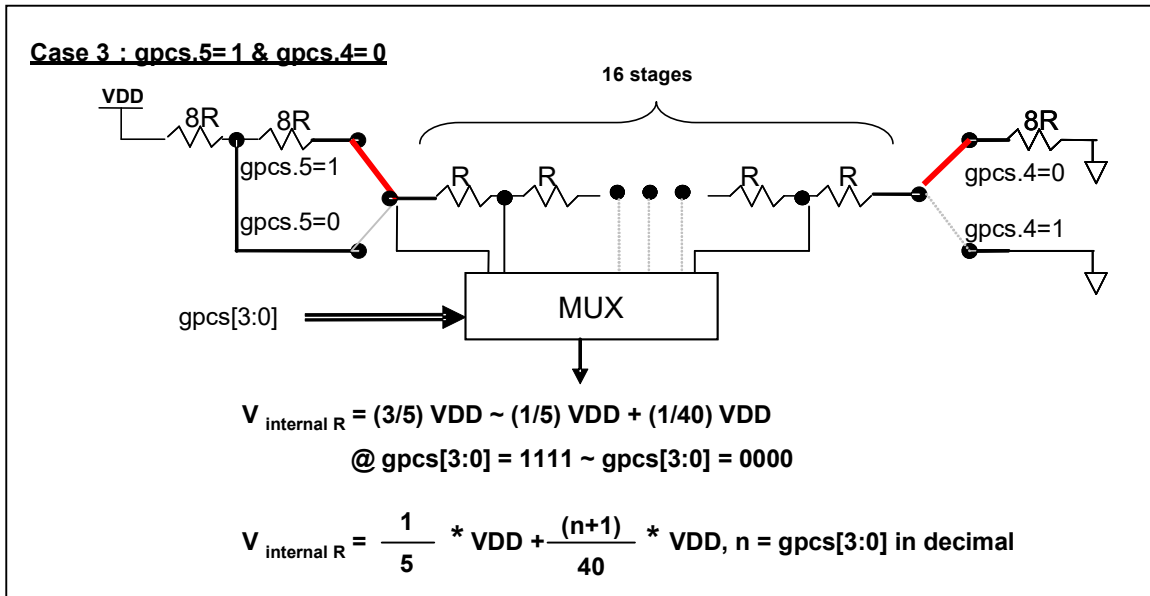 Case 3 : gpcs.5= 1 & gpcs.4= 0
16 stages
VDD
8R 8R 8R
gpcs.5=1 R R R R gpcs.4=0
gpcs.5=0 gpcs.4=1
MUX
gpcs[3:0]
V internal R = (3/5) VDD ~ (1/5) VDD + (1/40) VDD
@ gpcs[3:0] = 1111 ~ gpcs[3:0] = 0000
V internal R = 1/5 * VDD + (n+1)/40 * VDD, n = gpcs[3:0] in decimal